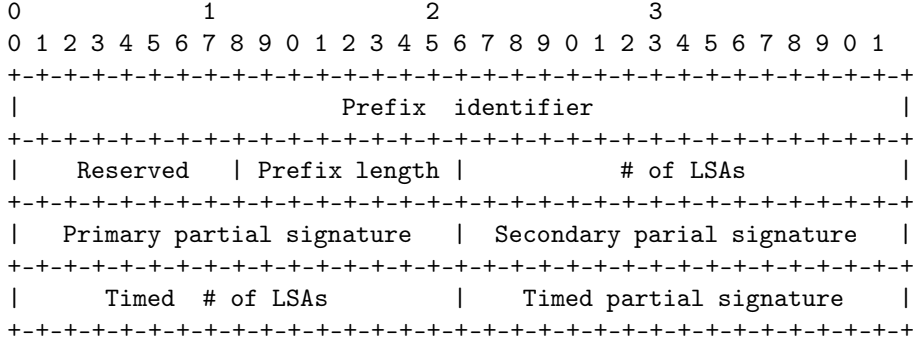 0 1 2 3
0 1 2 3 4 5 6 7 8 9 0 1 2 3 4 5 6 7 8 9 0 1 2 3 4 5 6 7 8 9 0 1
+-+-+-+-+-+-+-+-+-+-+-+-+-+-+-+-+-+-+-+-+-+-+-+-+-+-+-+-+-+-+-+-+
| Prefix identifier |
+-+-+-+-+-+-+-+-+-+-+-+-+-+-+-+-+-+-+-+-+-+-+-+-+-+-+-+-+-+-+-+-+
| Reserved | Prefix length | # of LSAs |
+-+-+-+-+-+-+-+-+-+-+-+-+-+-+-+-+-+-+-+-+-+-+-+-+-+-+-+-+-+-+-+-+
| Primary partial signature | Secondary parial signature |
+-+-+-+-+-+-+-+-+-+-+-+-+-+-+-+-+-+-+-+-+-+-+-+-+-+-+-+-+-+-+-+-+
| Timed # of LSAs | Timed partial signature |
+-+-+-+-+-+-+-+-+-+-+-+-+-+-+-+-+-+-+-+-+-+-+-+-+-+-+-+-+-+-+-+-+